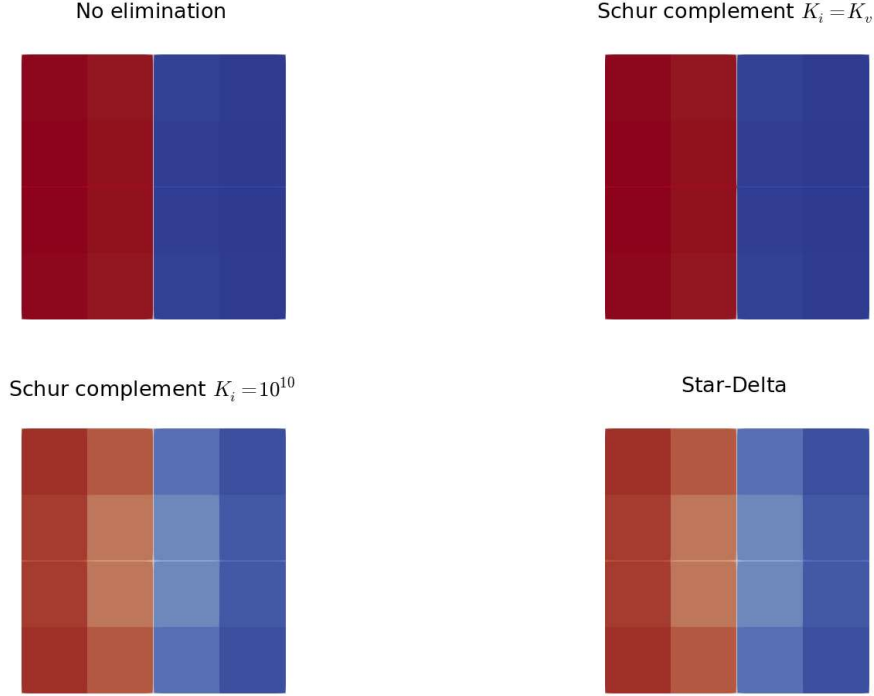 No elimination
Schur complement $K_i = K_v$
Schur complement $K_i = 10^{10}$
Star-Delta